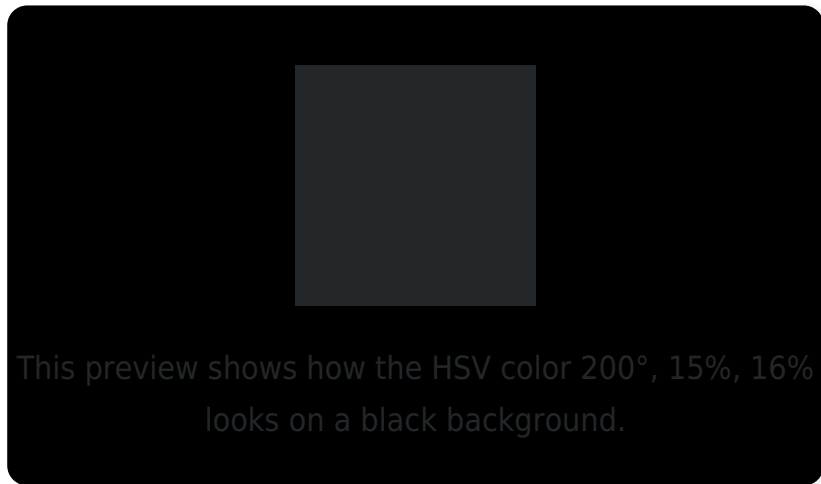 This preview shows how the HSV color 200°, 15%, 16%
looks on a black background.